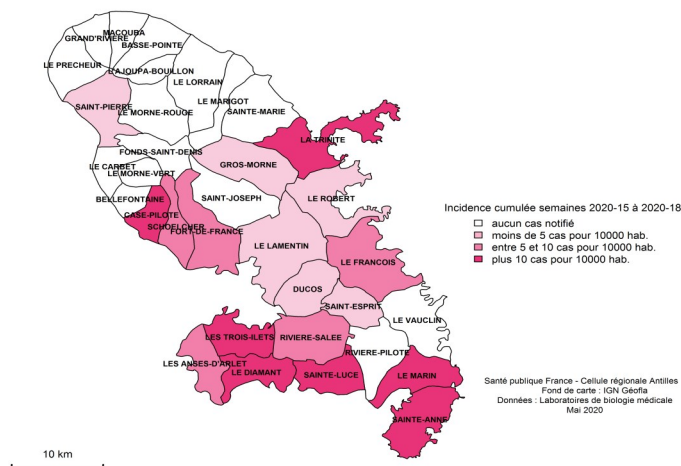 MACOUBA
GRAND'RIVIERE
BASSE-POINTE
LE PRECHEUR
L'AJOUPA-BOUILLON
LE LORRAIN
SAINT-PIERRE
LE MORNE-ROUGE
LE MARIGOT
SAINTE-MARIE
LA TRINITE
FONDS-SAINT-DENIS
LE CARBET
LE MORNE-VERT
GROS-MORNE
BELLEFONTAINE
SAINT-JOSEPH
LE ROBERT
CASE-PILOTE
SCHOELCHER
FORT-DE-FRANCE
LE LAMENTIN
LE FRANCOIS
DUCOS
SAINT-ESPRIT
LE VAUCLIN
LES TROIS-ILETS
RIVIERE-SALEE
RIVIERE-PILOTE
LES ANSES-D'ARLET
LE DIAMANT
SAINTE-LUCE
LE MARIN
SAINTE-ANNE
Incidence cumulée semaines 2020-15 à 2020-18
aucun cas notifié
moins de 5 cas pour 10000 hab.
entre 5 et 10 cas pour 10000 hab.
plus 10 cas pour 10000 hab.
Santé publique France - Cellule régionale Antilles
Fond de carte : IGN Géofla
Données : Laboratoires de biologie médicale
Mai 2020
10 km